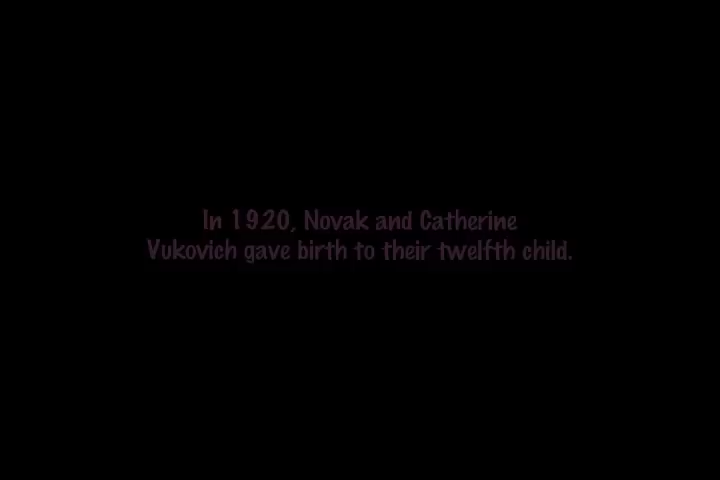 In 1920, Novak and Catherine
Vukovich gave birth to their twelfth child.